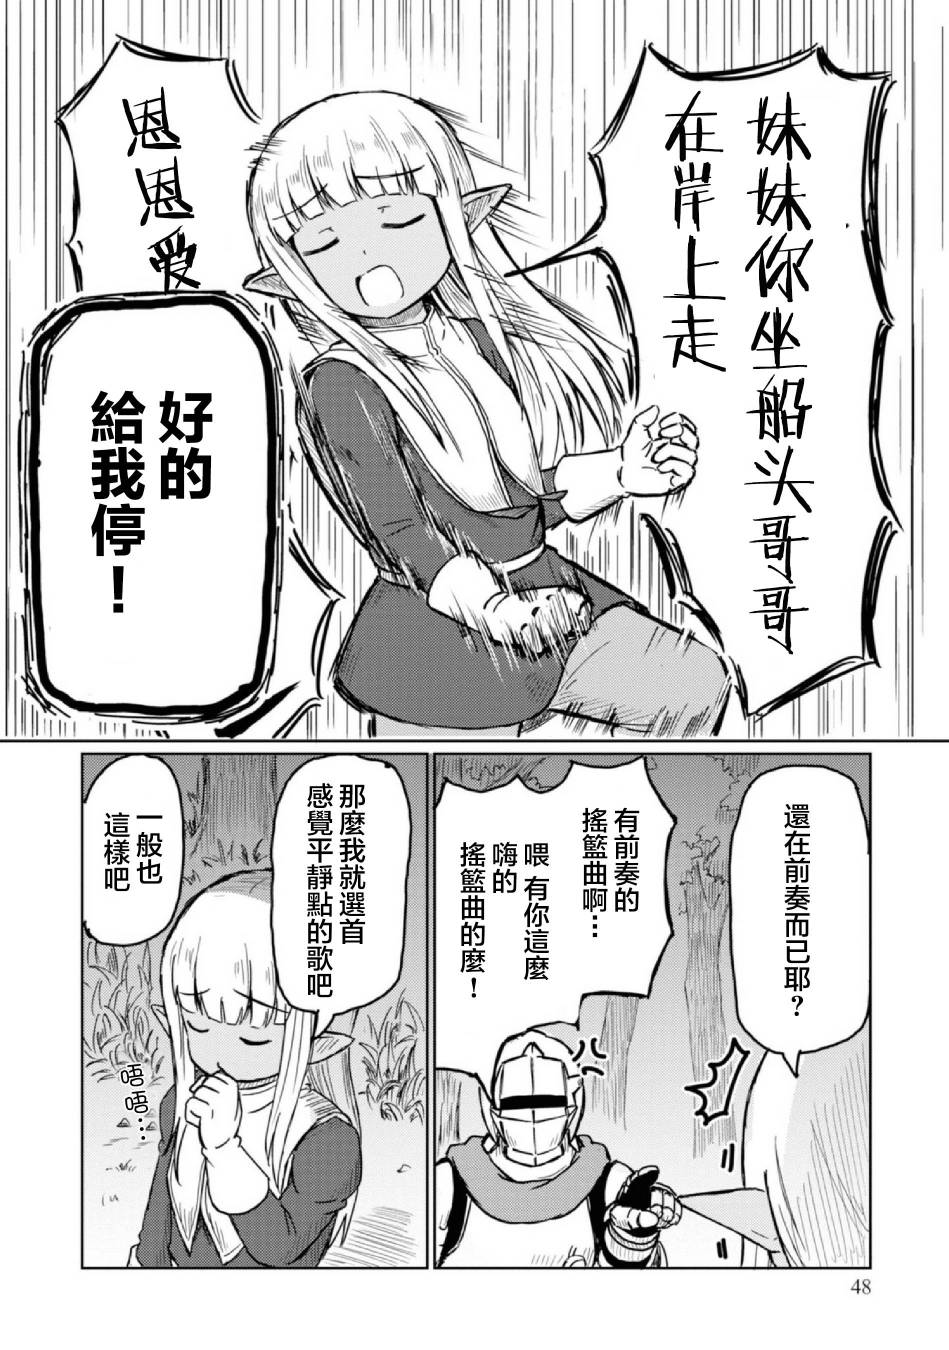 妹妹你坐船头哥哥
在岸上走
恩恩爱
好的
給我停！
還在前奏而已耶？
有前奏的
搖籃曲啊…
喂 有你這麼
嗨的
搖籃曲的麼！
那麼我就選首
感覺平靜點的歌吧
一般也
這樣吧
唔
唔…
48